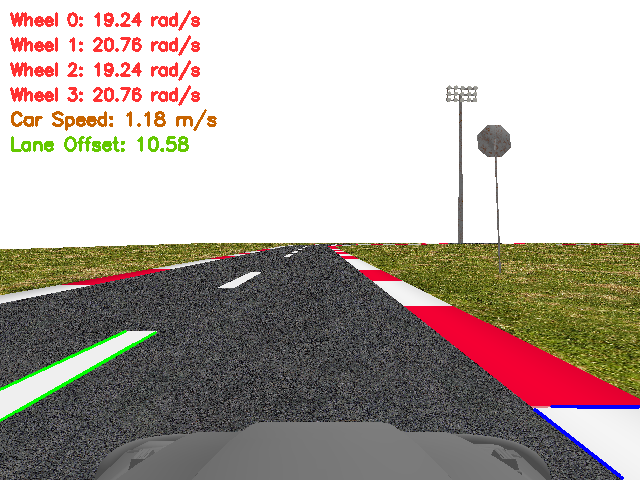 Wheel 0: 19.24 rad/s
Wheel 1: 20.76 rad/s
Wheel 2: 19.24 rad/s
Wheel 3: 20.76 rad/s
Car Speed: 1.18 m/s
Lane Offset: 10.58